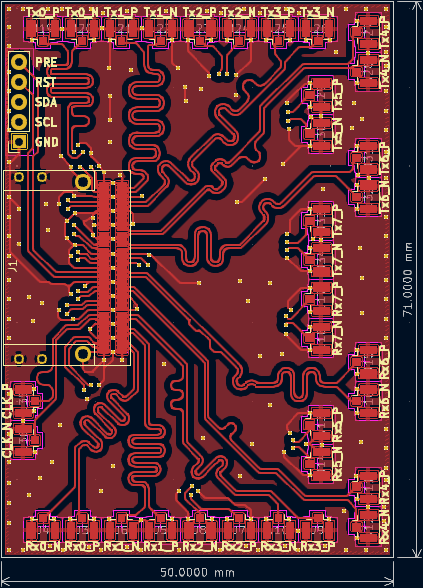 Tx0_P Tx0_N Tx1_P Tx1_N Tx2_P Tx2_N Tx3_P Tx3_N
Tx4_P
Tx4_N
PRE
RST
SDA
SCL
GND
Tx5_P
Tx5_N
Tx6_P
Tx6_N
Tx7_P
Tx7_N
J1
Rx7_P
Rx7_N
Rx6_P
Rx6_N
CLK_P
CLK_N
Rx5_P
Rx5_N
Rx4_P
Rx4_N
Rx0_N Rx0_P Rx1_N Rx1_P Rx2_N Rx2_P Rx3_N Rx3_P
71.0000 mm
50.0000 mm